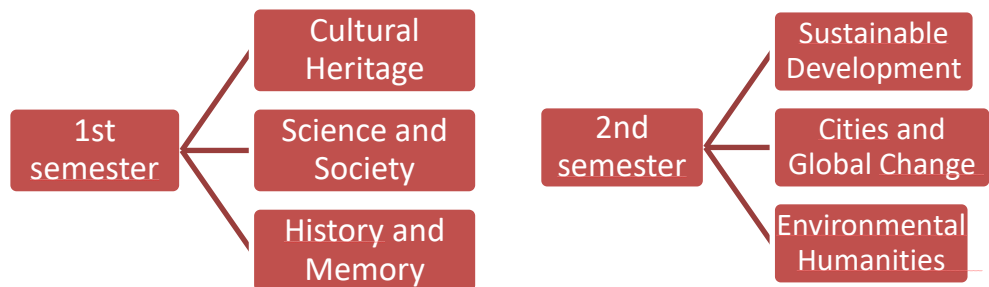 1st
semester
Cultural
Heritage
Science and
Society
History and
Memory
2nd
semester
Sustainable
Development
Cities and
Global Change
Environmental
Humanities